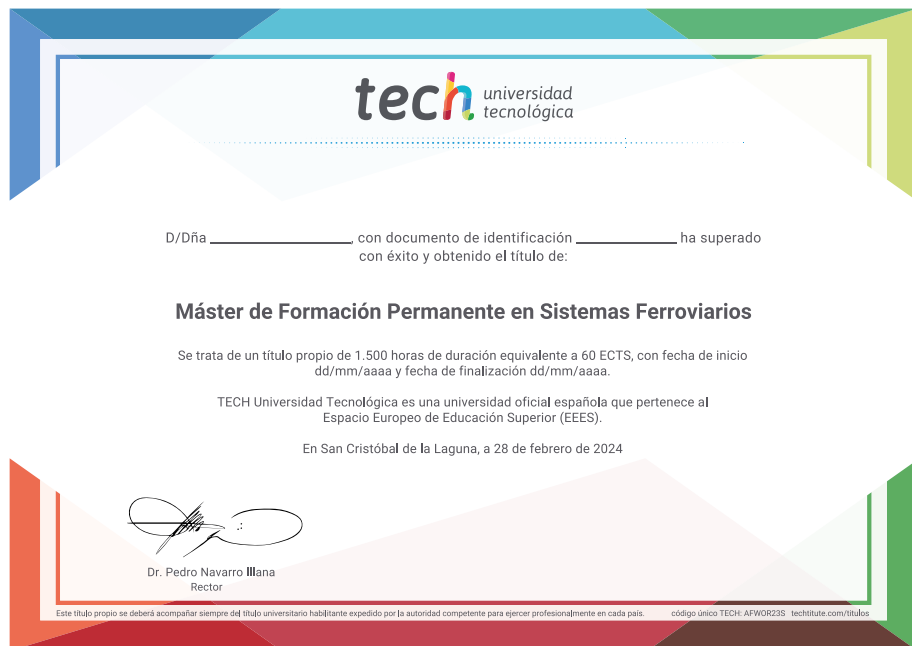 tech universidad
tecnológica
D/Dña ____________________, con documento de identificación ______________ ha superado
con éxito y obtenido el título de:
Máster de Formación Permanente en Sistemas Ferroviarios
Se trata de un título propio de 1.500 horas de duración equivalente a 60 ECTS, con fecha de inicio
dd/mm/aaaa y fecha de finalización dd/mm/aaaa.
TECH Universidad Tecnológica es una universidad oficial española que pertenece al
Espacio Europeo de Educación Superior (EEES).
En San Cristóbal de la Laguna, a 28 de febrero de 2024
Dr. Pedro Navarro Illana
Rector
Este título propio se deberá acompañar siempre del título universitario habilitante expedido por la autoridad competente para ejercer profesionalmente en cada país. código único TECH: AFWOR23S techtitute.com/titulos